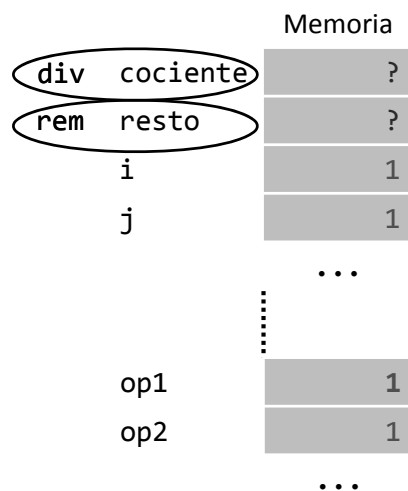 Memoria
div cociente ?
rem resto ?
i 1
j 1
...
op1 1
op2 1
...